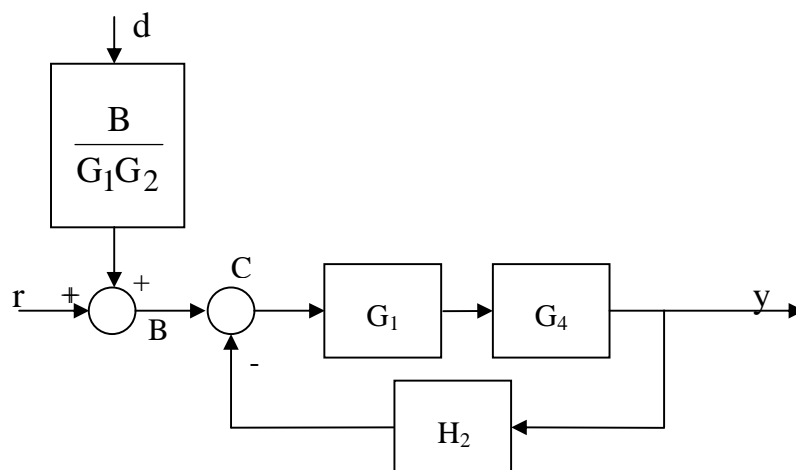 d
B
G₁G₂
r + + C
B
G₁ G₄ y
-
H₂